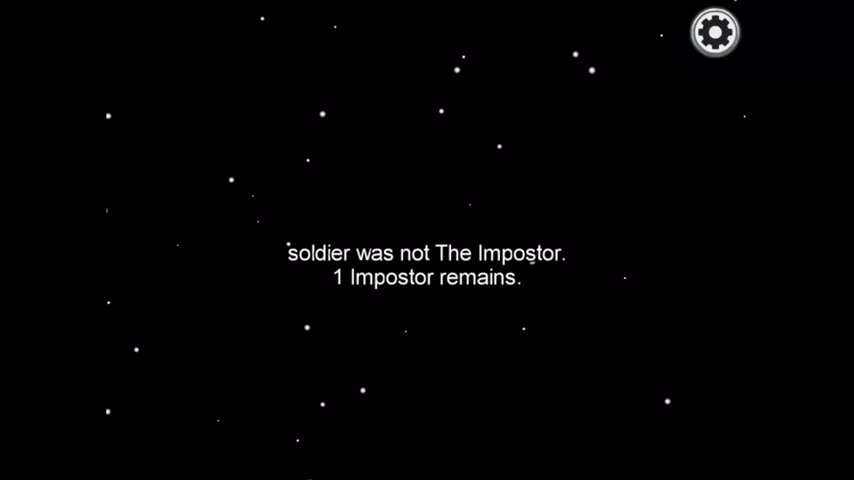 soldier was not The Impostor.
1 Impostor remains.